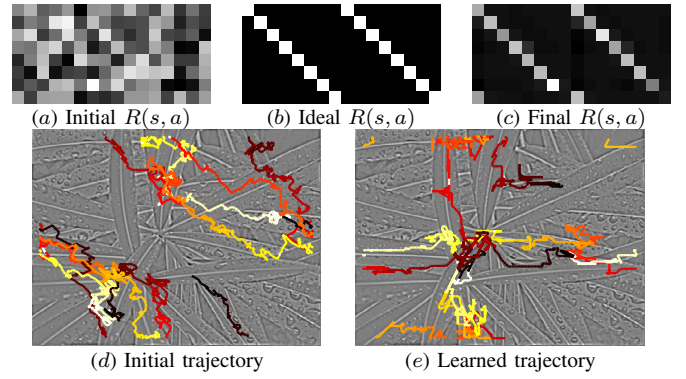 (a) Initial R(s, a) (b) Ideal R(s, a) (c) Final R(s, a)
(d) Initial trajectory (e) Learned trajectory